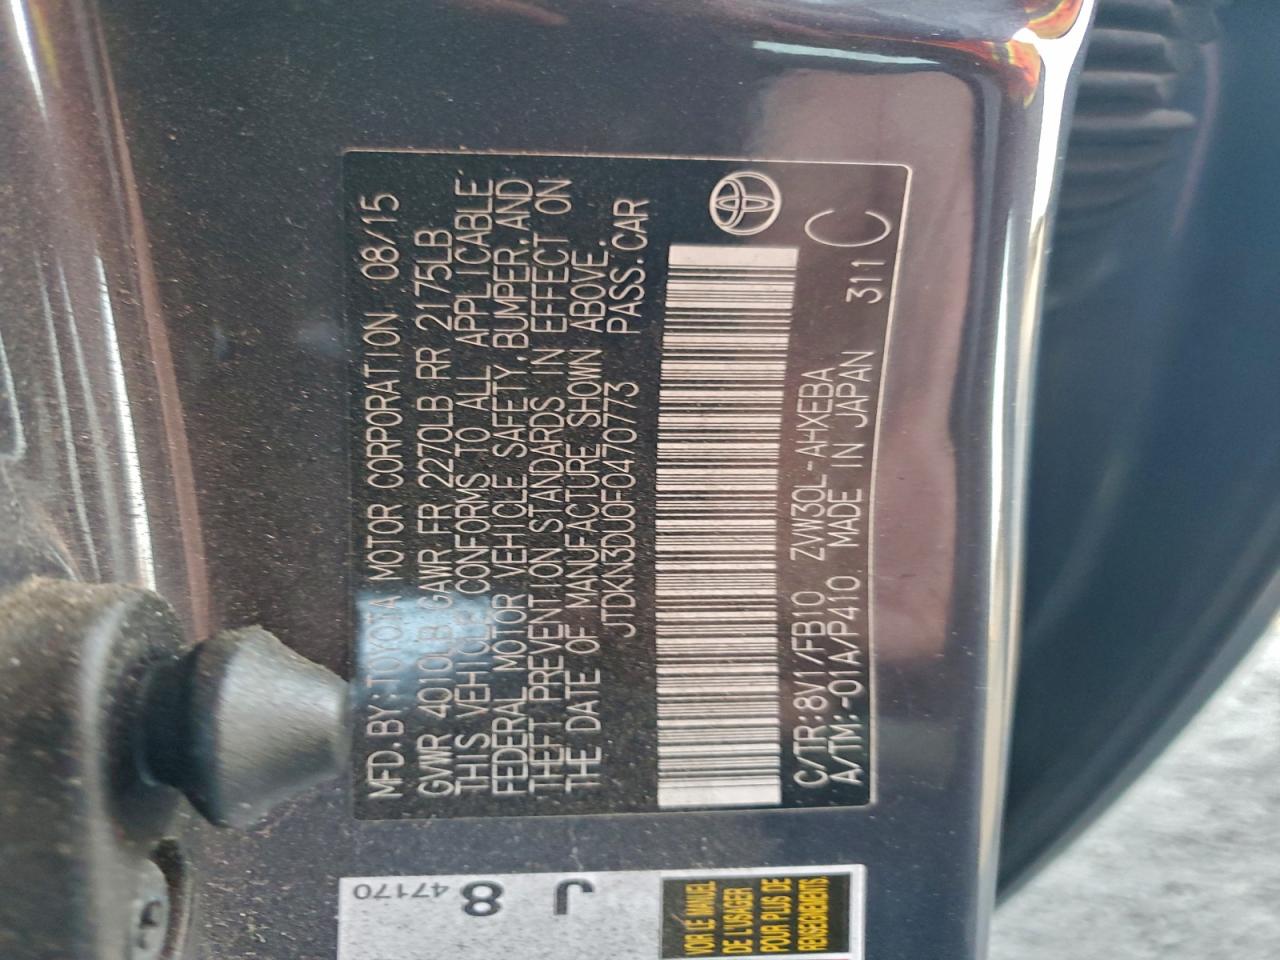 MFD.BY:TOYOTA MOTOR CORPORATION 08/15
GVWR 4010LB GAWR FR 2270LB RR 2175LB
THIS VEHICLE CONFORMS TO ALL APPLICABLE
FEDERAL MOTOR VEHICLE SAFETY,BUMPER,AND
THEFT PREVENTION STANDARDS IN EFFECT ON
THE DATE OF MANUFACTURE SHOWN ABOVE.
JTDKN3DU0F0470773 PASS.CAR
C/TR:8V1/FB10 ZVW30L-AHXEBA
A/TM:-01A/P410 MADE IN JAPAN 311 C
J 8 47170
VOIR LE MANUEL
DE L'USAGER
POUR PLUS DE
RENSEIGNEMENTS.